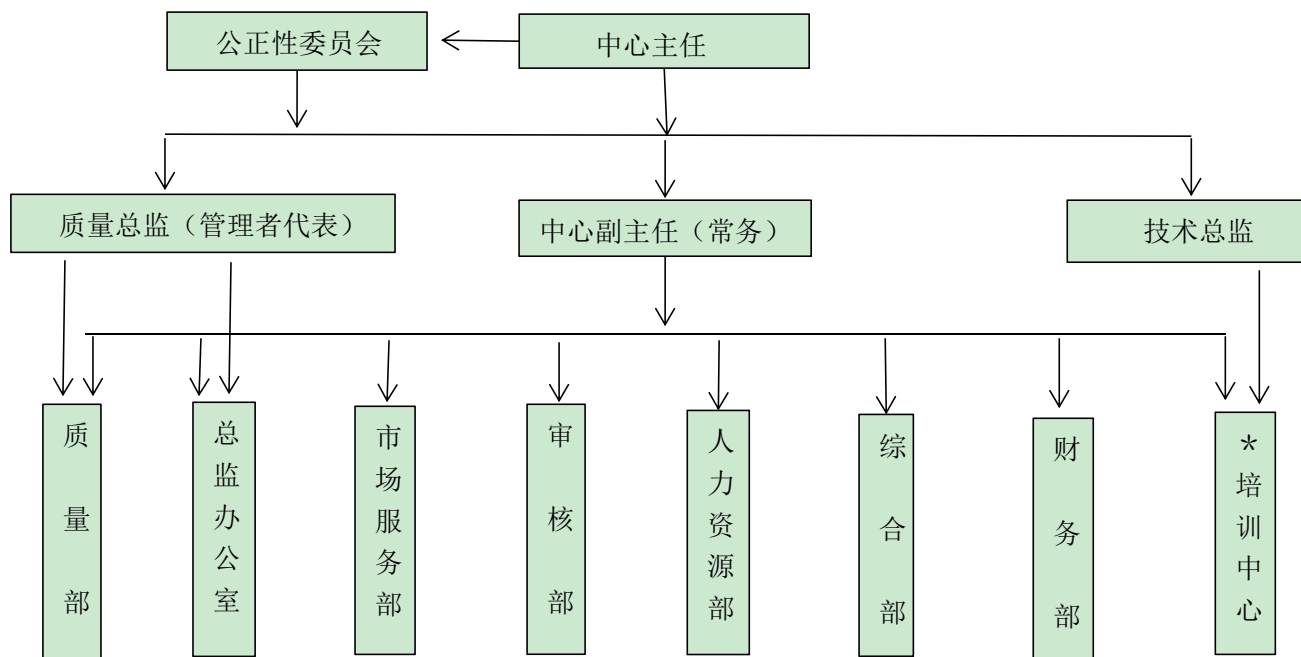 公正性委员会
中心主任
质量总监（管理者代表）
中心副主任（常务）
技术总监
质量部
总监办公室
市场服务部
审核部
人力资源部
综合部
财务部
*培训中心